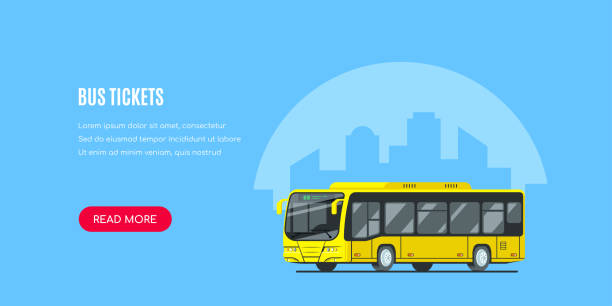 BUS TICKETS
Lorem ipsum dolor sit amet, consectetur
Sed do eiusmod tempor incididunt ut labore
Ut enim ad minim veniam, quis nostrud
READ MORE